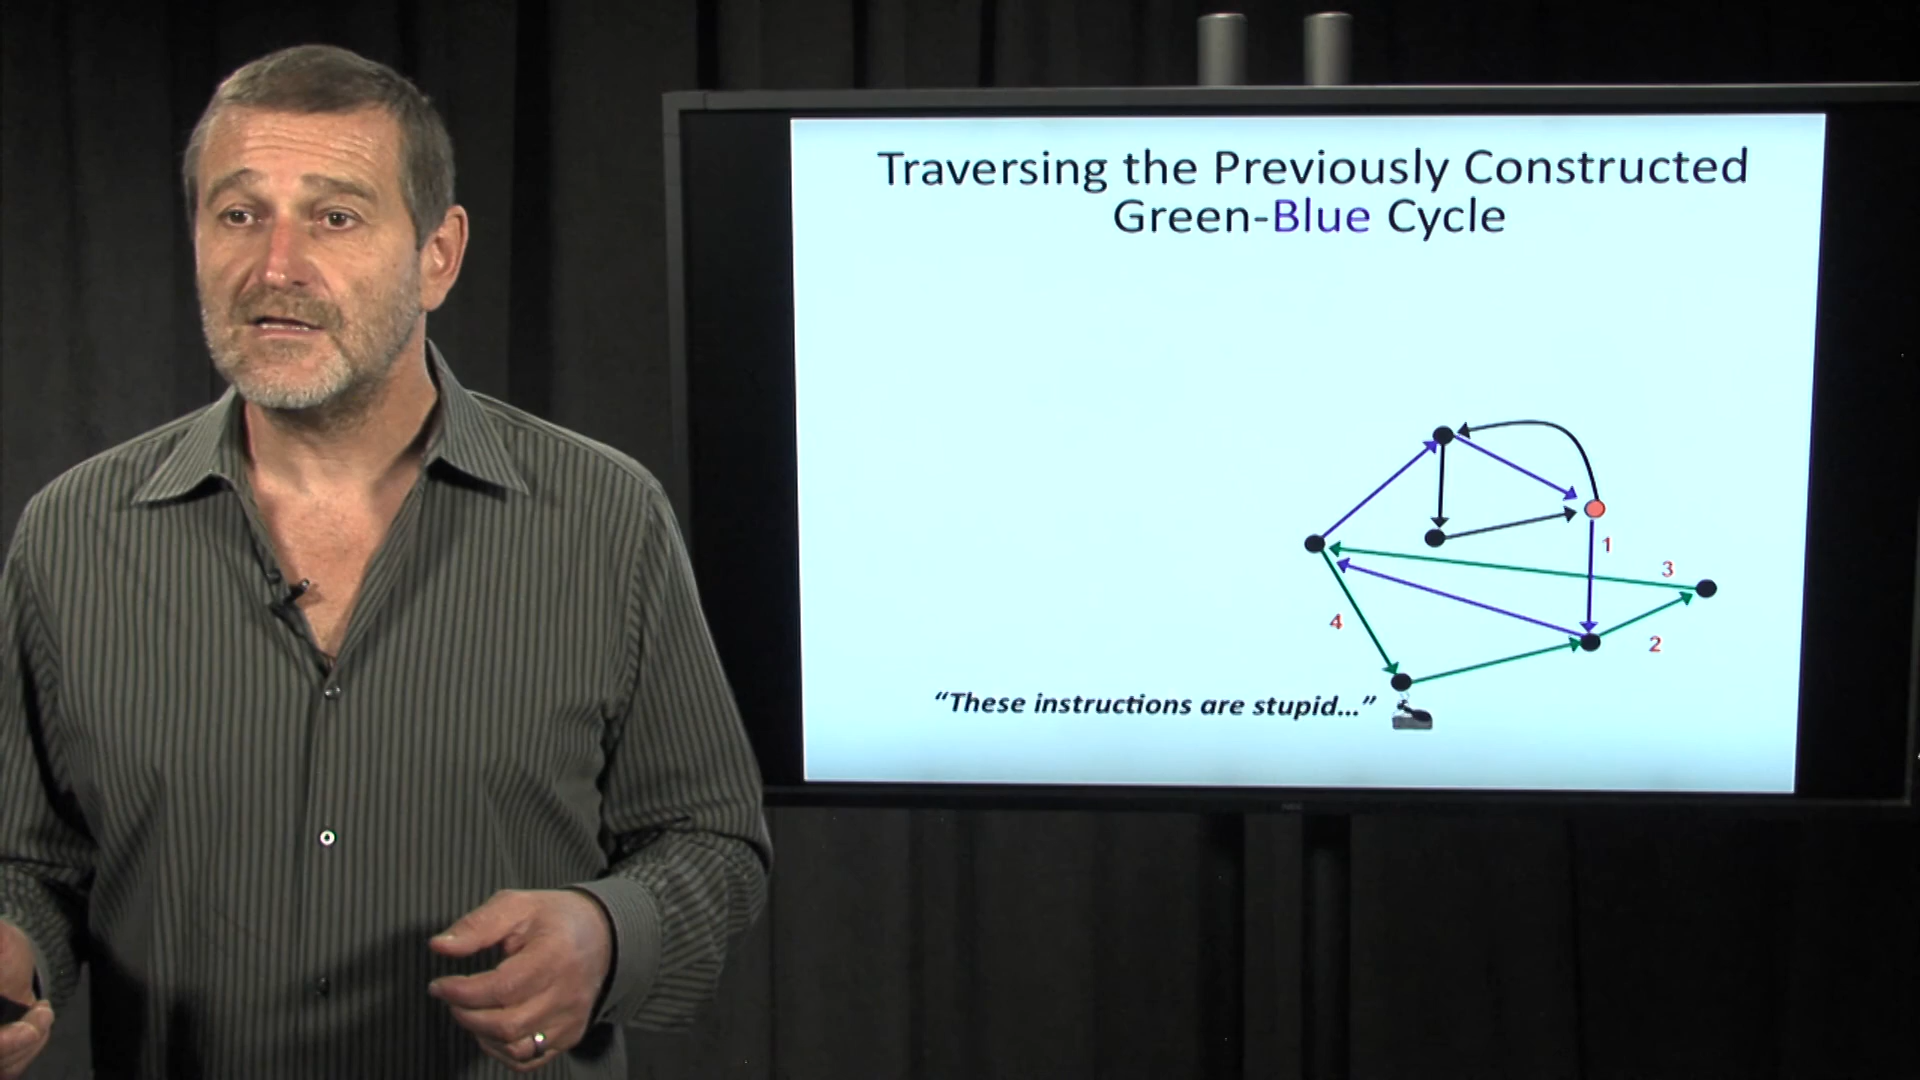 Traversing the Previously Constructed
Green-Blue Cycle
1
3
4
2
“These instructions are stupid...”